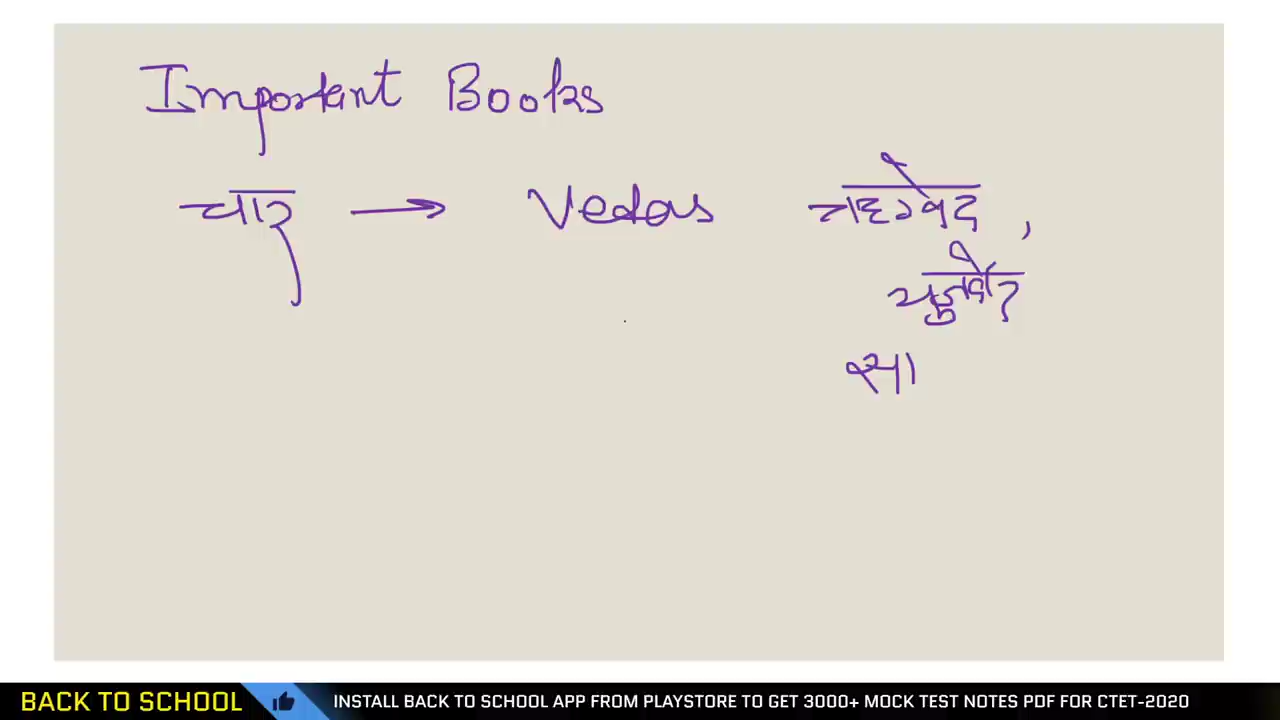 Important Books
चार → Vedas ऋग्वेद,
यजुर्वेद
सा
BACK TO SCHOOL INSTALL BACK TO SCHOOL APP FROM PLAYSTORE TO GET 3000+ MOCK TEST NOTES PDF FOR CTET-2020